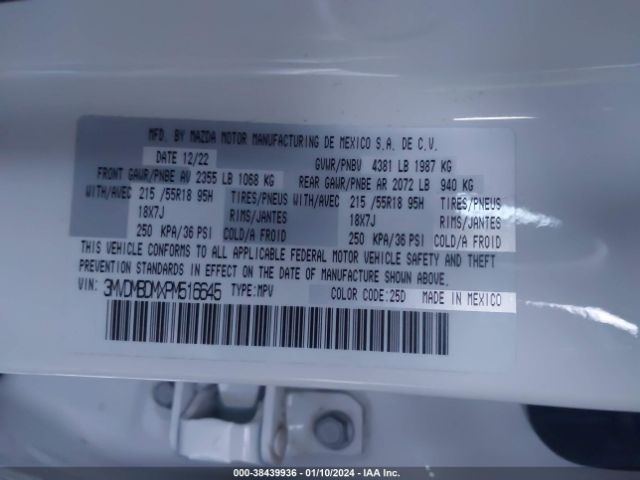 MFD. BY MAZDA MOTOR MANUFACTURING DE MEXICO S.A. DE C.V.
DATE 12/22 GVWR/PNBV 4381 LB 1987 KG
FRONT GAWR/PNBE AV 2355 LB 1068 KG REAR GAWR/PNBE AR 2072 LB 940 KG
WITH/AVEC 215 /55R18 95H TIRES/PNEUS WITH/AVEC 215 /55R18 95H TIRES/PNEUS
18X7J RIMS/JANTES 18X7J RIMS/JANTES
250 KPA/36 PSI COLD/A FROID 250 KPA/36 PSI COLD/A FROID
THIS VEHICLE CONFORMS TO ALL APPLICABLE FEDERAL MOTOR VEHICLE SAFETY AND THEFT
PREVENTION STANDARDS IN EFFECT ON THE DATE OF MANUFACTURE SHOWN ABOVE.
VIN: 3MVDMBDMXPM516645 TYPE:MPV COLOR CODE:25D MADE IN MEXICO
000-38439936 - 01/10/2024 - IAA Inc.